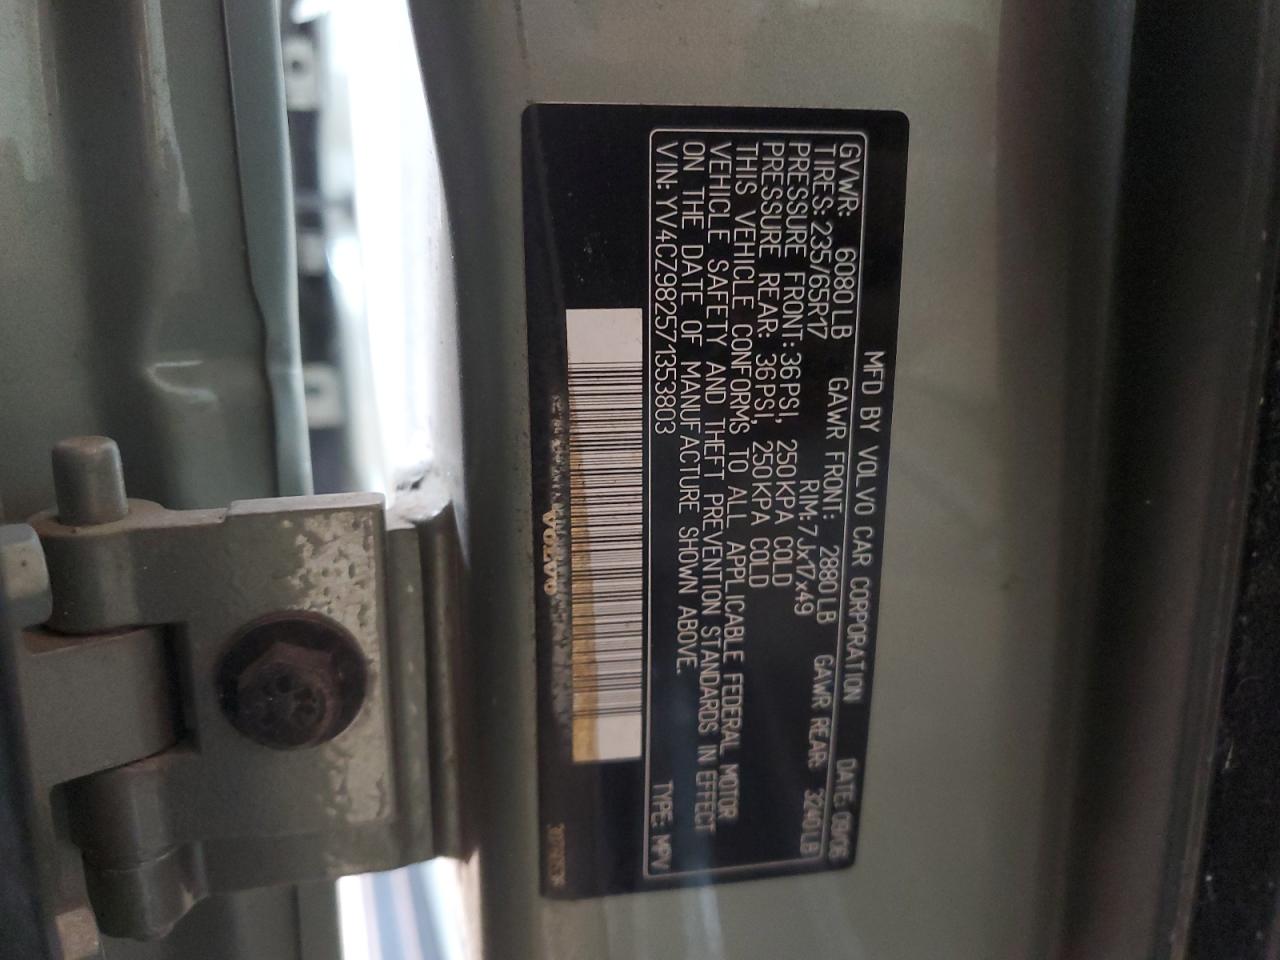 MFD BY VOLVO CAR CORPORATION DATE 08/06
GVWR: 6080LB GAWR FRONT: 2880LB GAWR REAR: 3240LB
TIRES: 235/65R17 RIM: 7Jx17x49
PRESSURE FRONT: 36PSI, 250KPA COLD
PRESSURE REAR: 36PSI, 250KPA COLD
THIS VEHICLE CONFORMS TO ALL APPLICABLE FEDERAL MOTOR
VEHICLE SAFETY AND THEFT PREVENTION STANDARDS IN EFFECT
ON THE DATE OF MANUFACTURE SHOWN ABOVE.
VIN: YV4CZ982571353803 TYPE: MPV
VOLVO